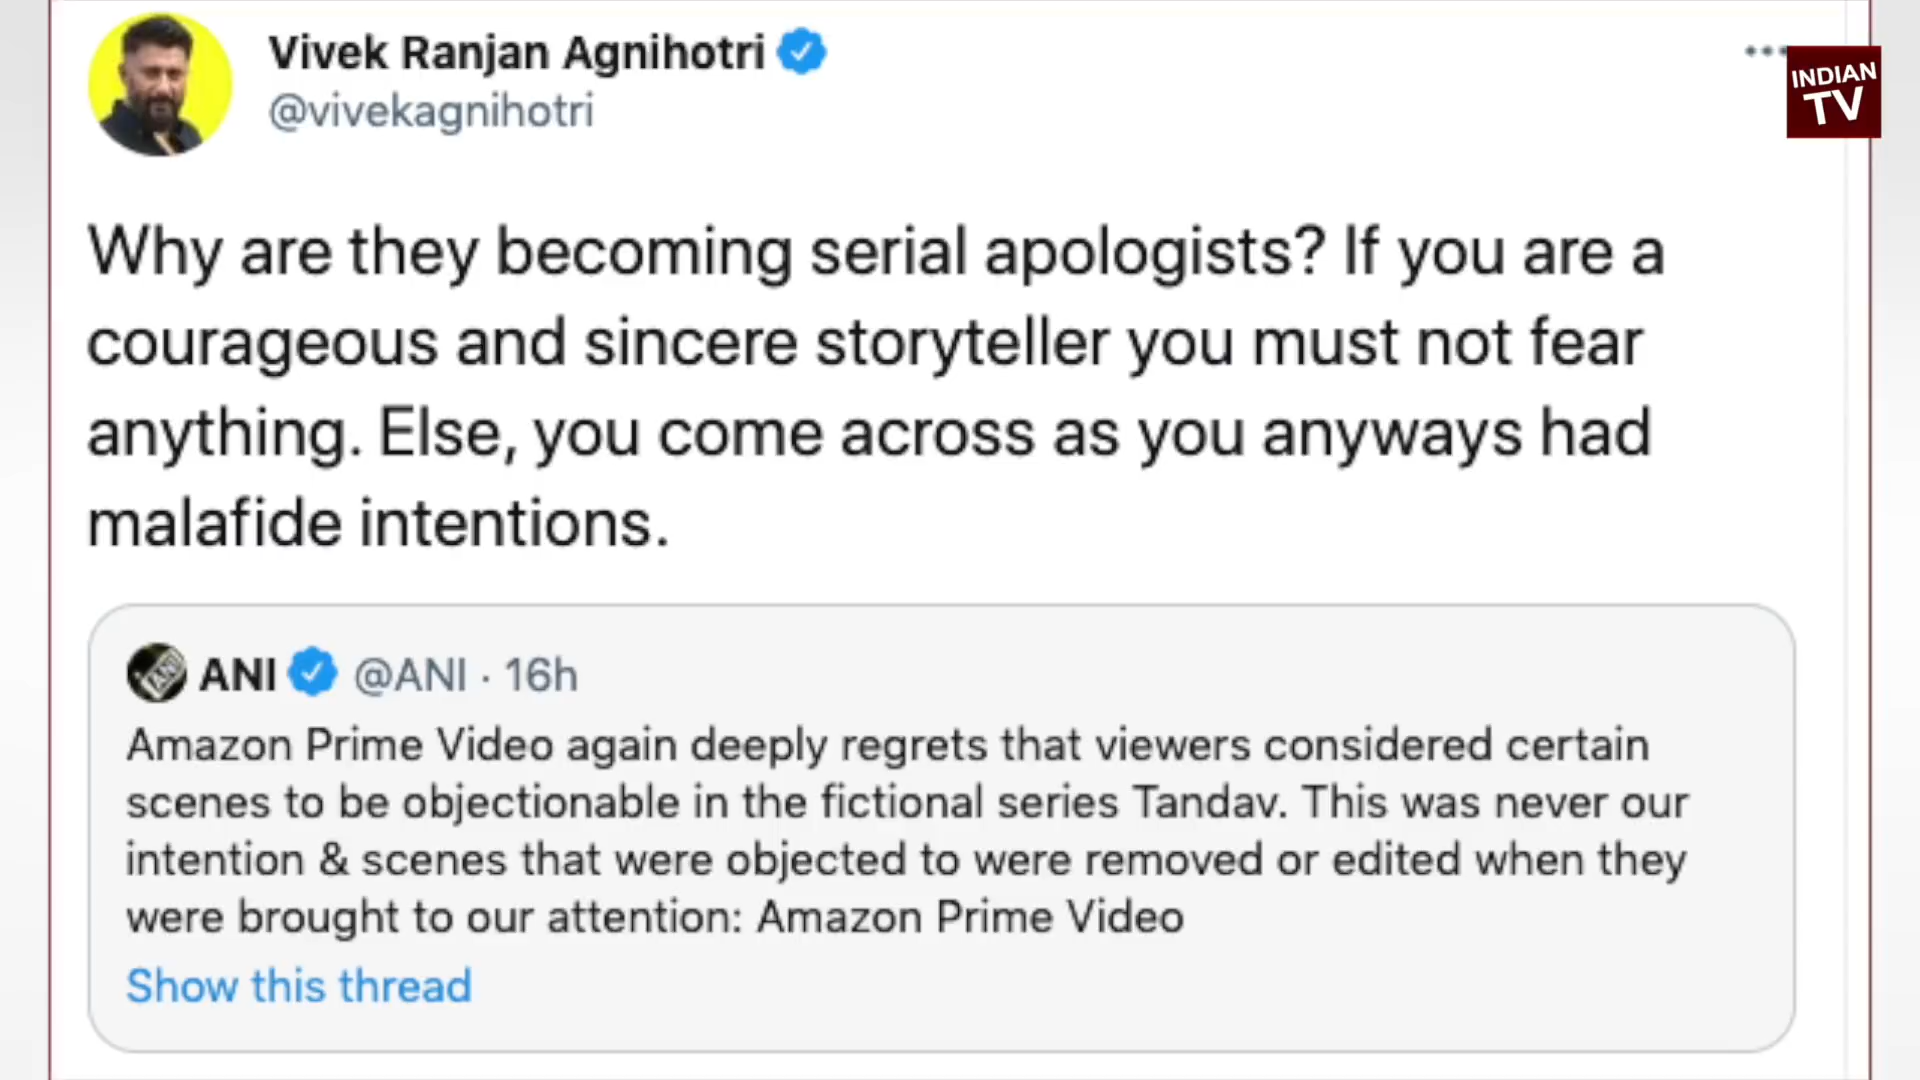 Vivek Ranjan Agnihotri
@vivekagnihotri
INDIAN
TV
Why are they becoming serial apologists? If you are a
courageous and sincere storyteller you must not fear
anything. Else, you come across as you anyways had
malafide intentions.
ANI
ANI @ANI · 16h
Amazon Prime Video again deeply regrets that viewers considered certain
scenes to be objectionable in the fictional series Tandav. This was never our
intention & scenes that were objected to were removed or edited when they
were brought to our attention: Amazon Prime Video
Show this thread